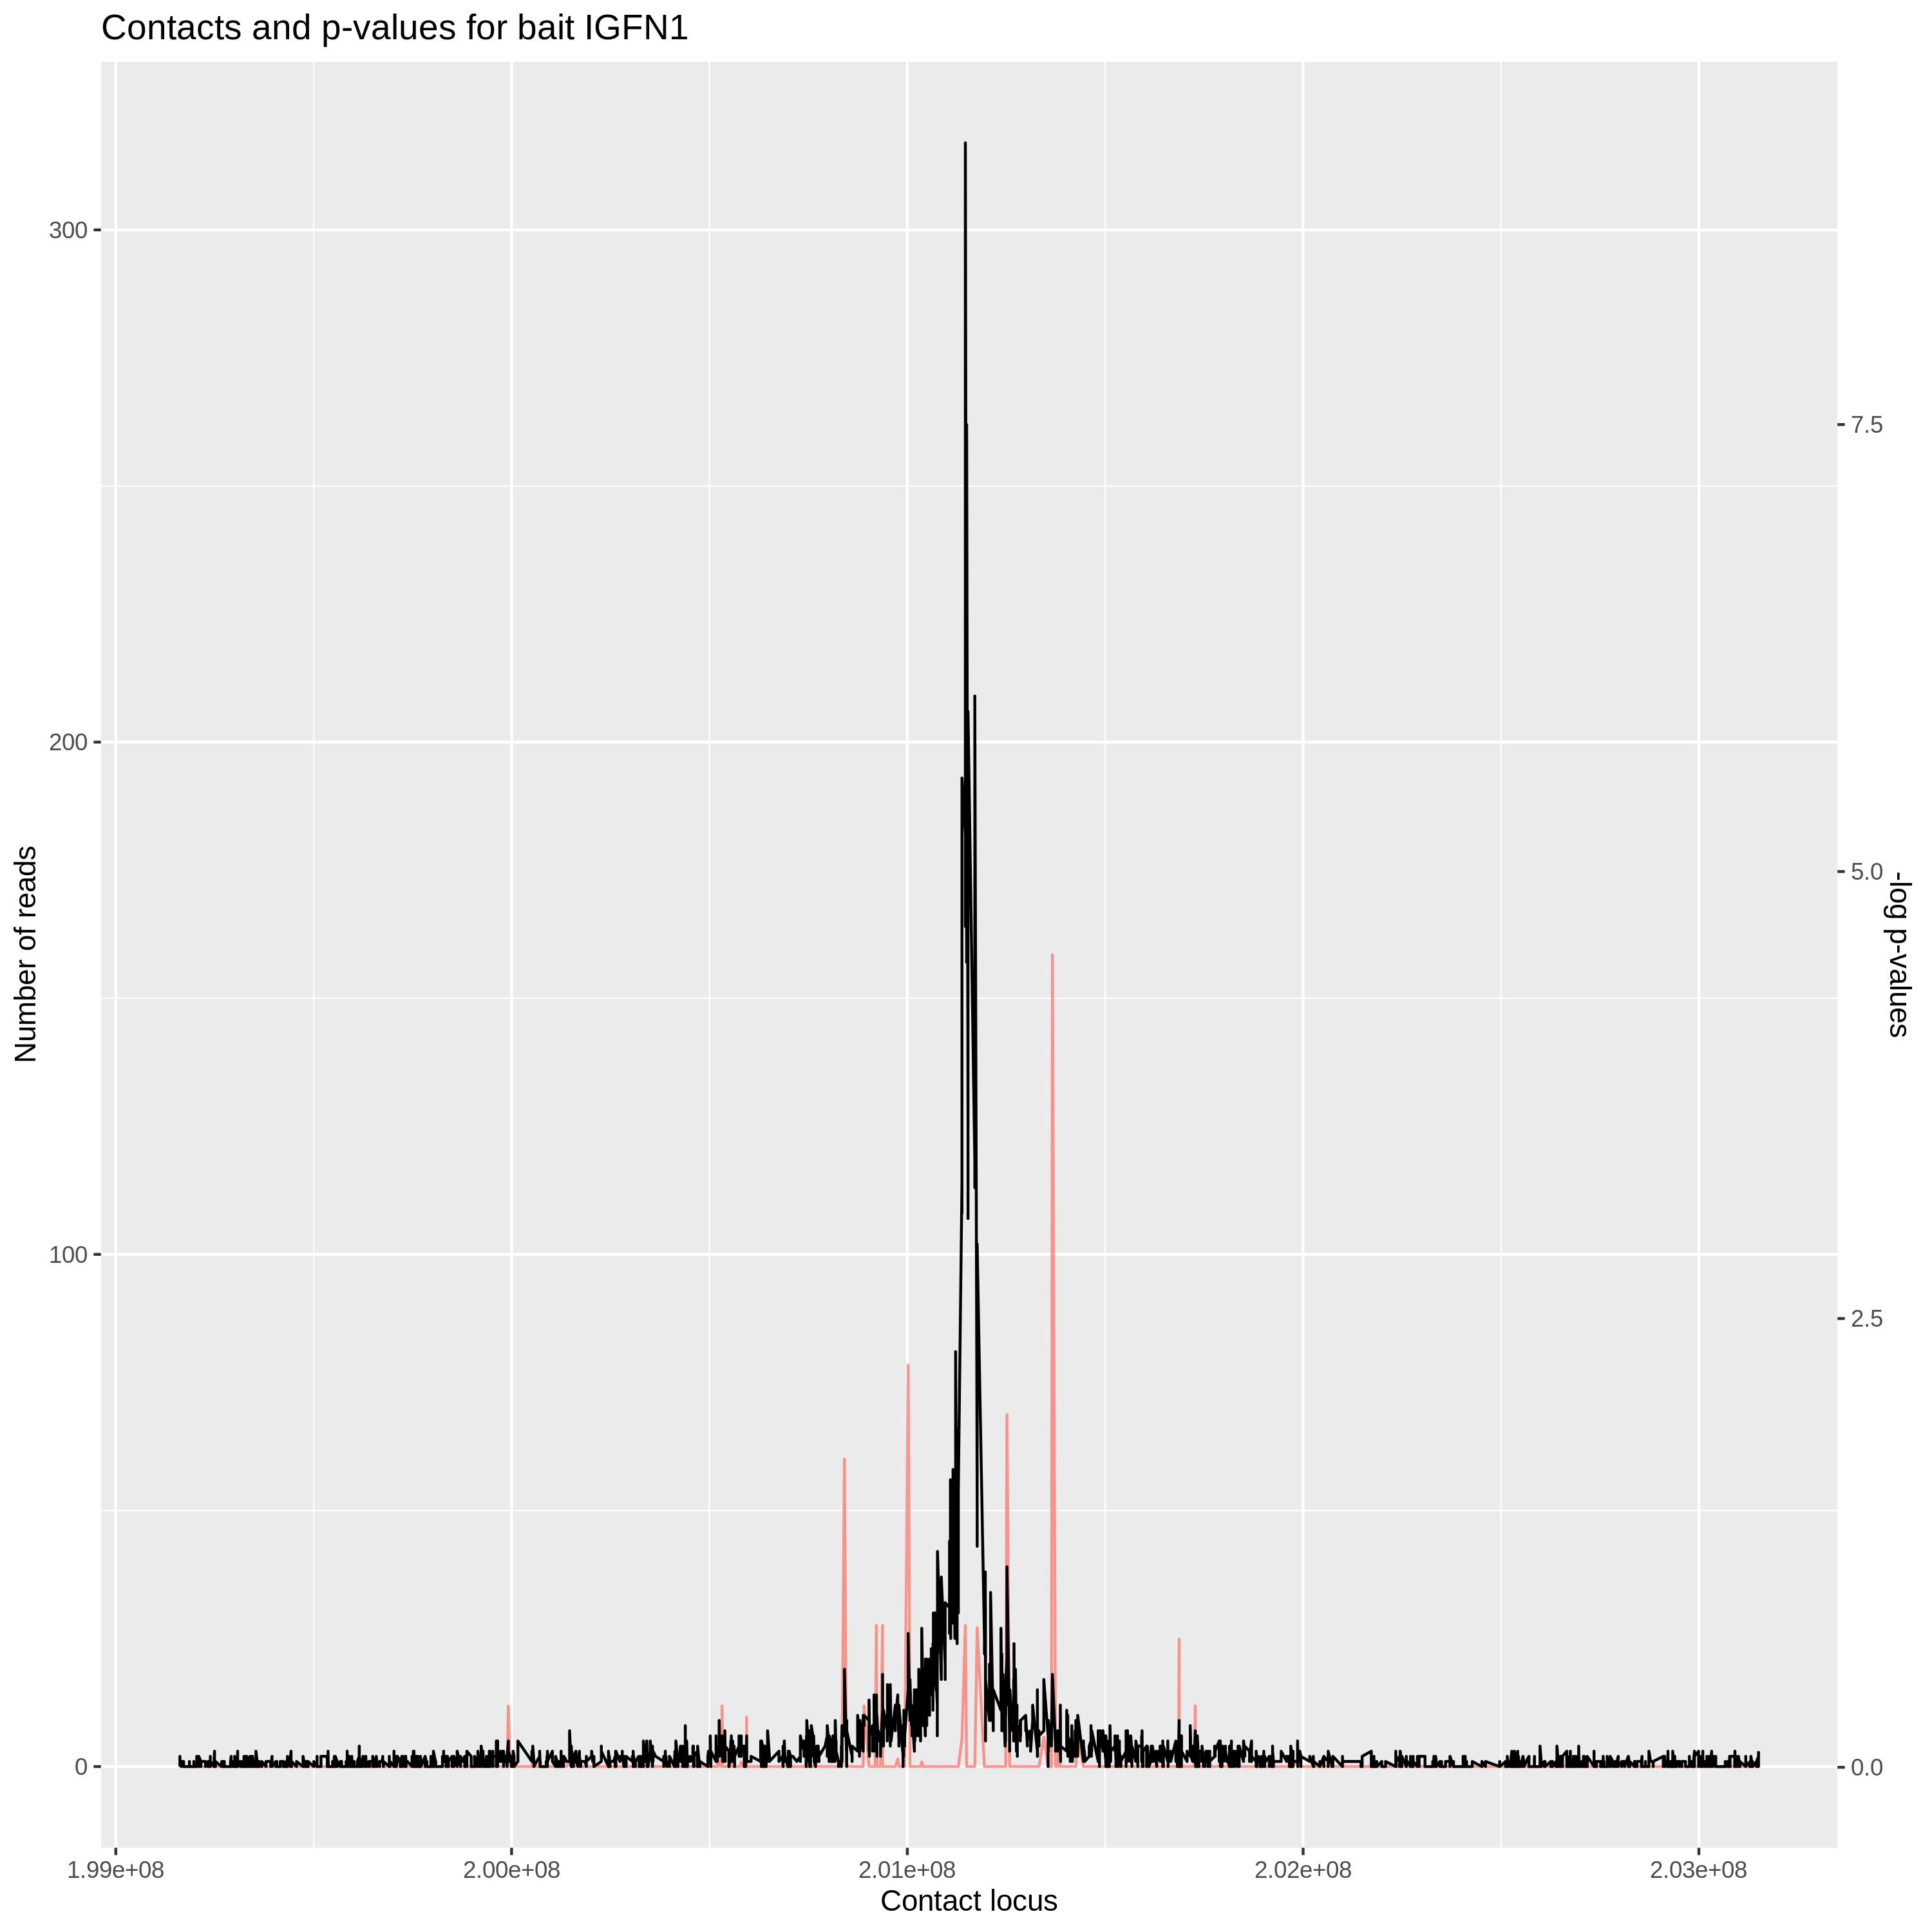 Contacts and p-values for bait IGFN1
300
200
100
0
Number of reads
7.5
5.0
2.5
0.0
-log p-values
1.99e+08
2.00e+08
2.01e+08
2.02e+08
2.03e+08
Contact locus